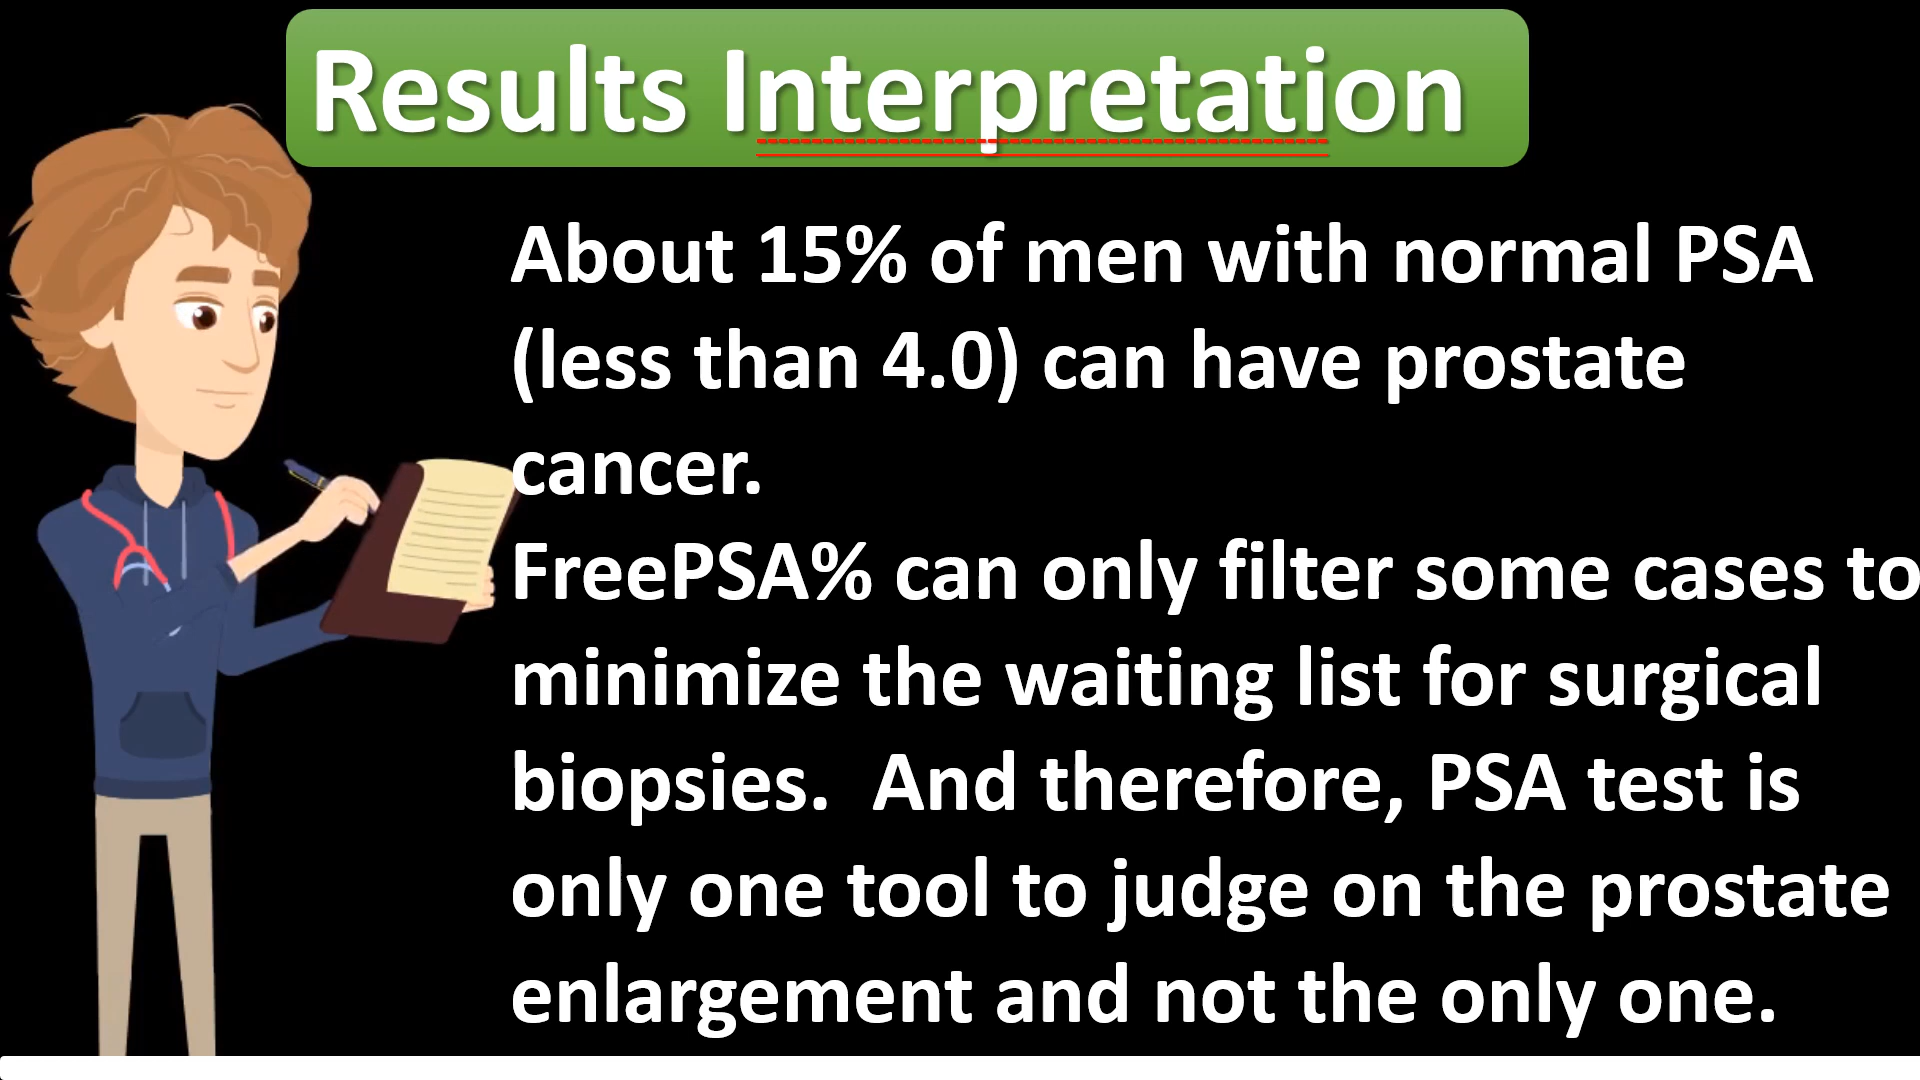 Results Interpretation
About 15% of men with normal PSA
(less than 4.0) can have prostate
cancer.
FreePSA% can only filter some cases to
minimize the waiting list for surgical
biopsies.  And therefore, PSA test is
only one tool to judge on the prostate
enlargement and not the only one.